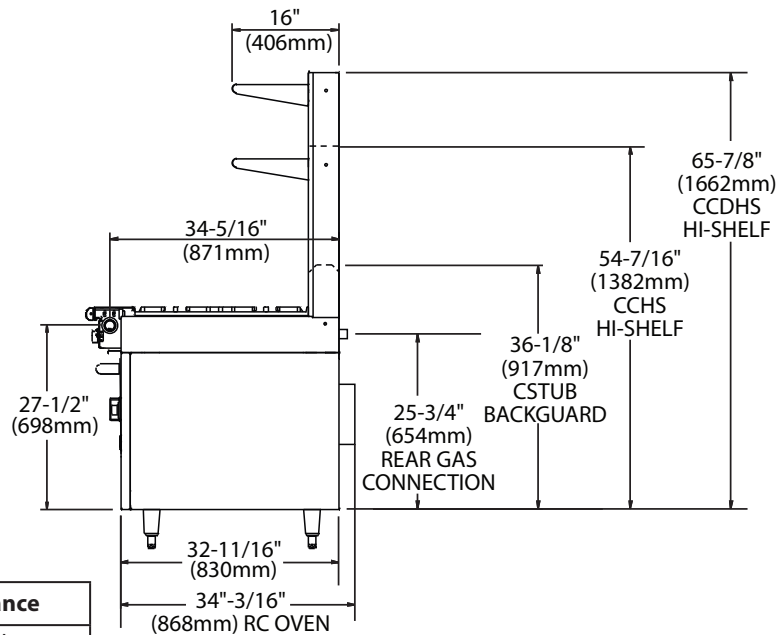 16"
(406mm)
65-7/8"
(1662mm)
CCDHS
HI-SHELF
34-5/16"
(871mm)
54-7/16"
(1382mm)
CCHS
HI-SHELF
36-1/8"
(917mm)
CSTUB
BACKGUARD
27-1/2"
(698mm)
25-3/4"
(654mm)
REAR GAS
CONNECTION
32-11/16"
(830mm)
34"-3/16"
(868mm) RC OVEN